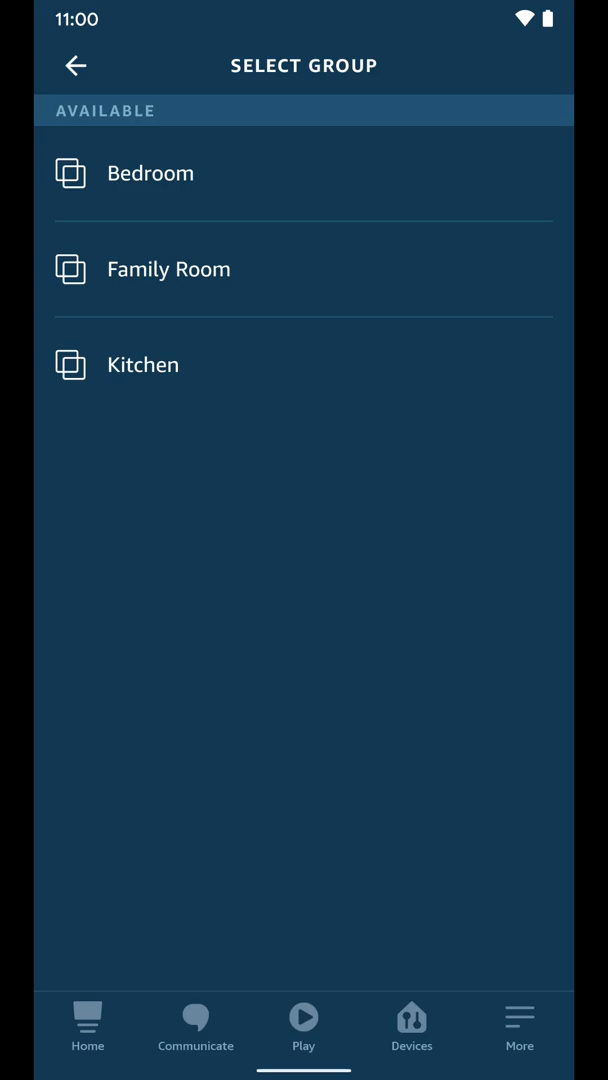 11:00
SELECT GROUP
AVAILABLE
Bedroom
Family Room
Kitchen
Home Communicate Play Devices More